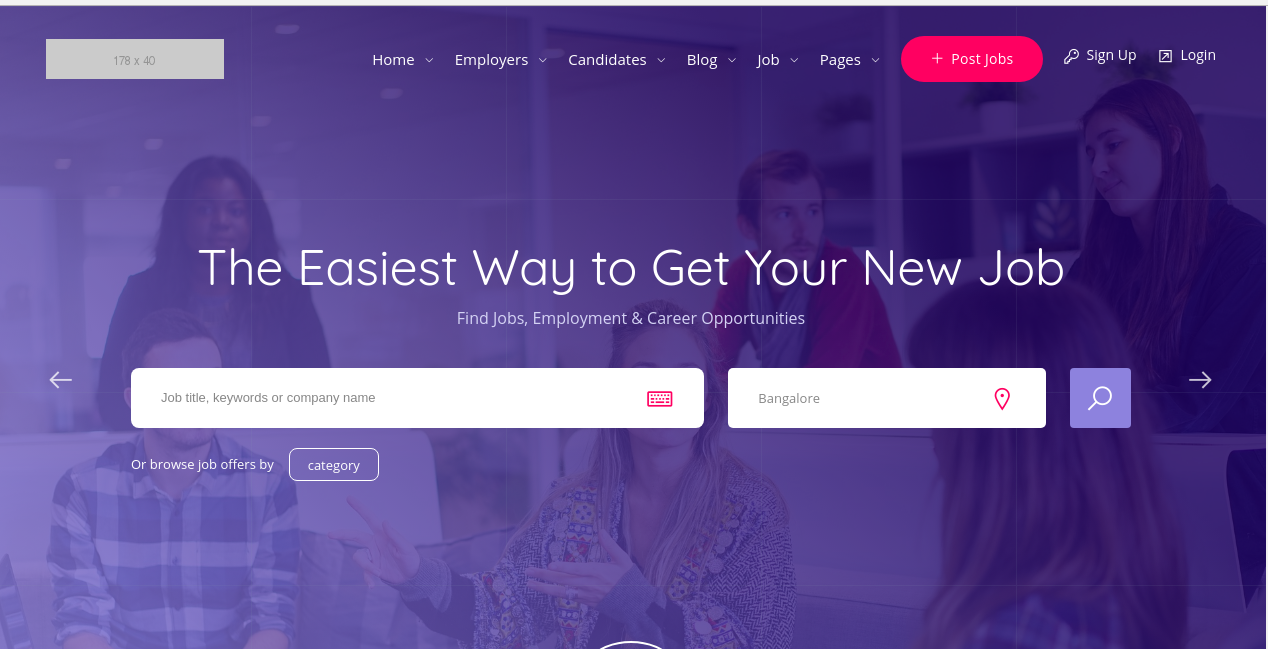 178 x 40
Home
Employers
Candidates
Blog
Job
Pages
+ Post Jobs
Sign Up
Login
The Easiest Way to Get Your New Job
Find Jobs, Employment & Career Opportunities
Job title, keywords or company name
Bangalore
Or browse job offers by
category